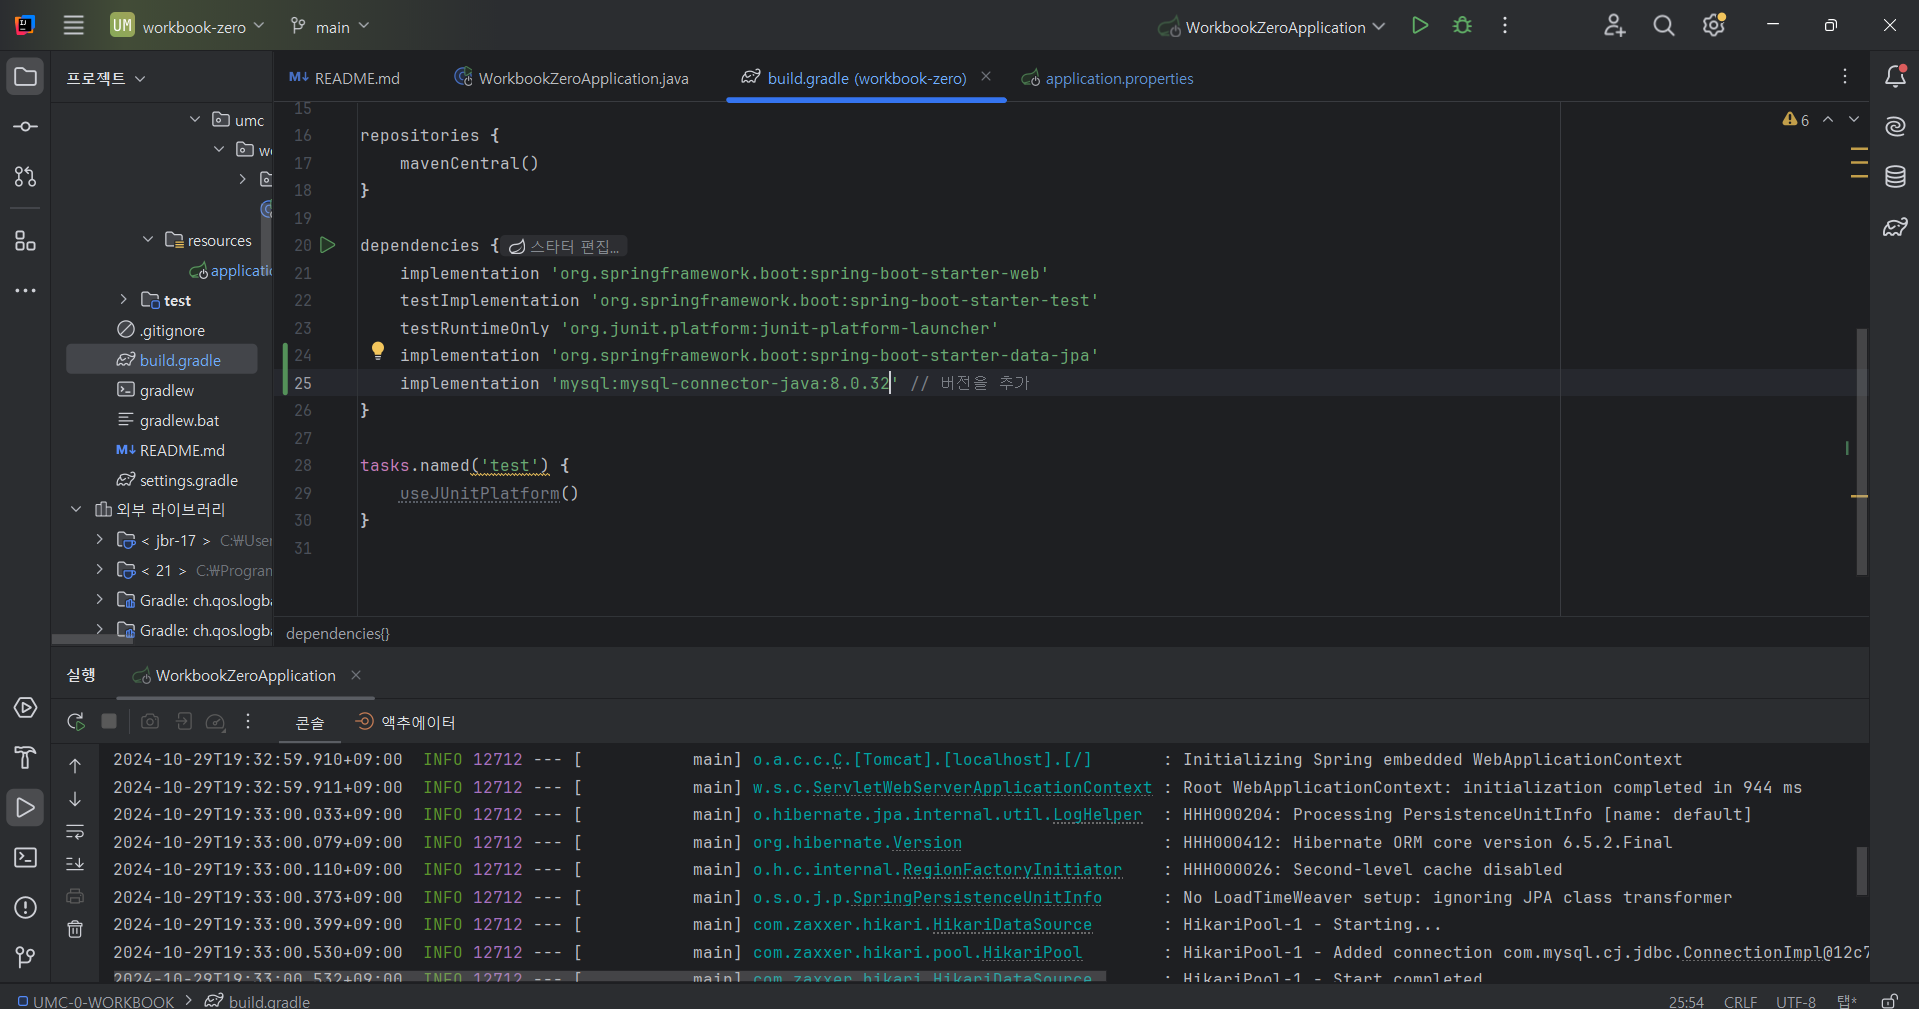 UM workbook-zero main WorkbookZeroApplication
프로젝트
README.md WorkbookZeroApplication.java build.gradle (workbook-zero) application.properties
umc
resources
test
.gitignore
build.gradle
gradlew
gradlew.bat
README.md
settings.gradle
외부 라이브러리
< jbr-17 >
< 21 >
Gradle: ch.qos.logba
Gradle: ch.qos.logba
6
15
16 repositories {
17     mavenCentral()
18 }
19
20 dependencies { 스타터 편집...
21     implementation 'org.springframework.boot:spring-boot-starter-web'
22     testImplementation 'org.springframework.boot:spring-boot-starter-test'
23     testRuntimeOnly 'org.junit.platform:junit-platform-launcher'
24     implementation 'org.springframework.boot:spring-boot-starter-data-jpa'
25     implementation 'mysql:mysql-connector-java:8.0.32' // 버전을 추가
26 }
27
28 tasks.named('test') {
29     useJUnitPlatform()
30 }
31
dependencies{}
실행 WorkbookZeroApplication
콘솔 액추에이터
2024-10-29T19:32:59.910+09:00  INFO 12712 --- [           main] o.a.c.c.C.[Tomcat].[localhost].[/]       : Initializing Spring embedded WebApplicationContext
2024-10-29T19:32:59.911+09:00  INFO 12712 --- [           main] w.s.c.ServletWebServerApplicationContext : Root WebApplicationContext: initialization completed in 944 ms
2024-10-29T19:33:00.033+09:00  INFO 12712 --- [           main] o.hibernate.jpa.internal.util.LogHelper  : HHH000204: Processing PersistenceUnitInfo [name: default]
2024-10-29T19:33:00.079+09:00  INFO 12712 --- [           main] org.hibernate.Version                    : HHH000412: Hibernate ORM core version 6.5.2.Final
2024-10-29T19:33:00.110+09:00  INFO 12712 --- [           main] o.h.c.internal.RegionFactoryInitiator    : HHH000026: Second-level cache disabled
2024-10-29T19:33:00.373+09:00  INFO 12712 --- [           main] o.s.o.j.p.SpringPersistenceUnitInfo      : No LoadTimeWeaver setup: ignoring JPA class transformer
2024-10-29T19:33:00.399+09:00  INFO 12712 --- [           main] com.zaxxer.hikari.HikariDataSource       : HikariPool-1 - Starting...
2024-10-29T19:33:00.530+09:00  INFO 12712 --- [           main] com.zaxxer.hikari.pool.HikariPool        : HikariPool-1 - Added connection com.mysql.cj.jdbc.ConnectionImpl@12c7
2024-10-29T19:33:00.532+09:00  INFO 12712 --- [           main] com.zaxxer.hikari.HikariDataSource       : HikariPool-1 - Start completed
UMC-0-WORKBOOK > build.gradle 25:54 CRLF UTF-8 탭*